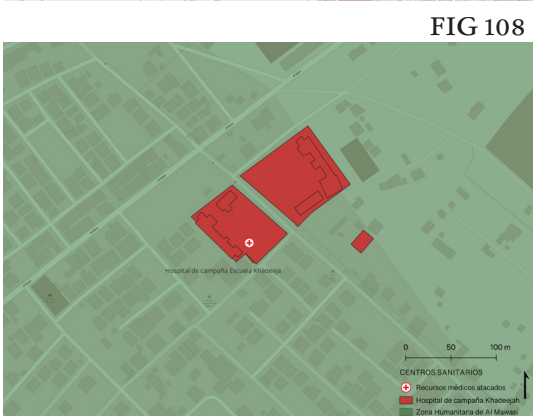 FIG 108
Hospital de campaña Escuela Khadeeja
0 50 100 m
CENTROS SANITARIOS
Recursos médicos atacados
Hospital de campaña Khadeejah
Zona Humanitaria de Al Mawasi